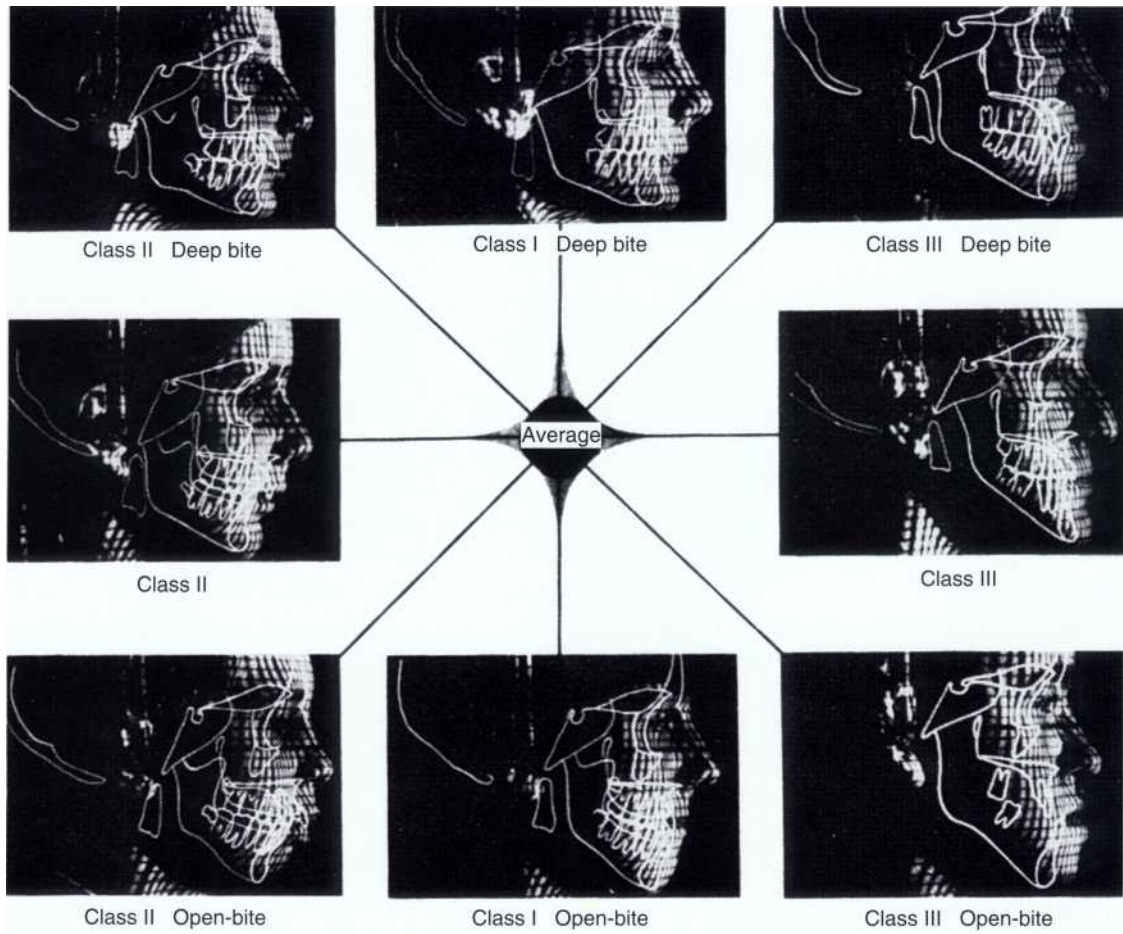 Class II Deep bite
Class I Deep bite
Class III Deep bite
Average
Class II
Class III
Class II Open-bite
Class I Open-bite
Class III Open-bite